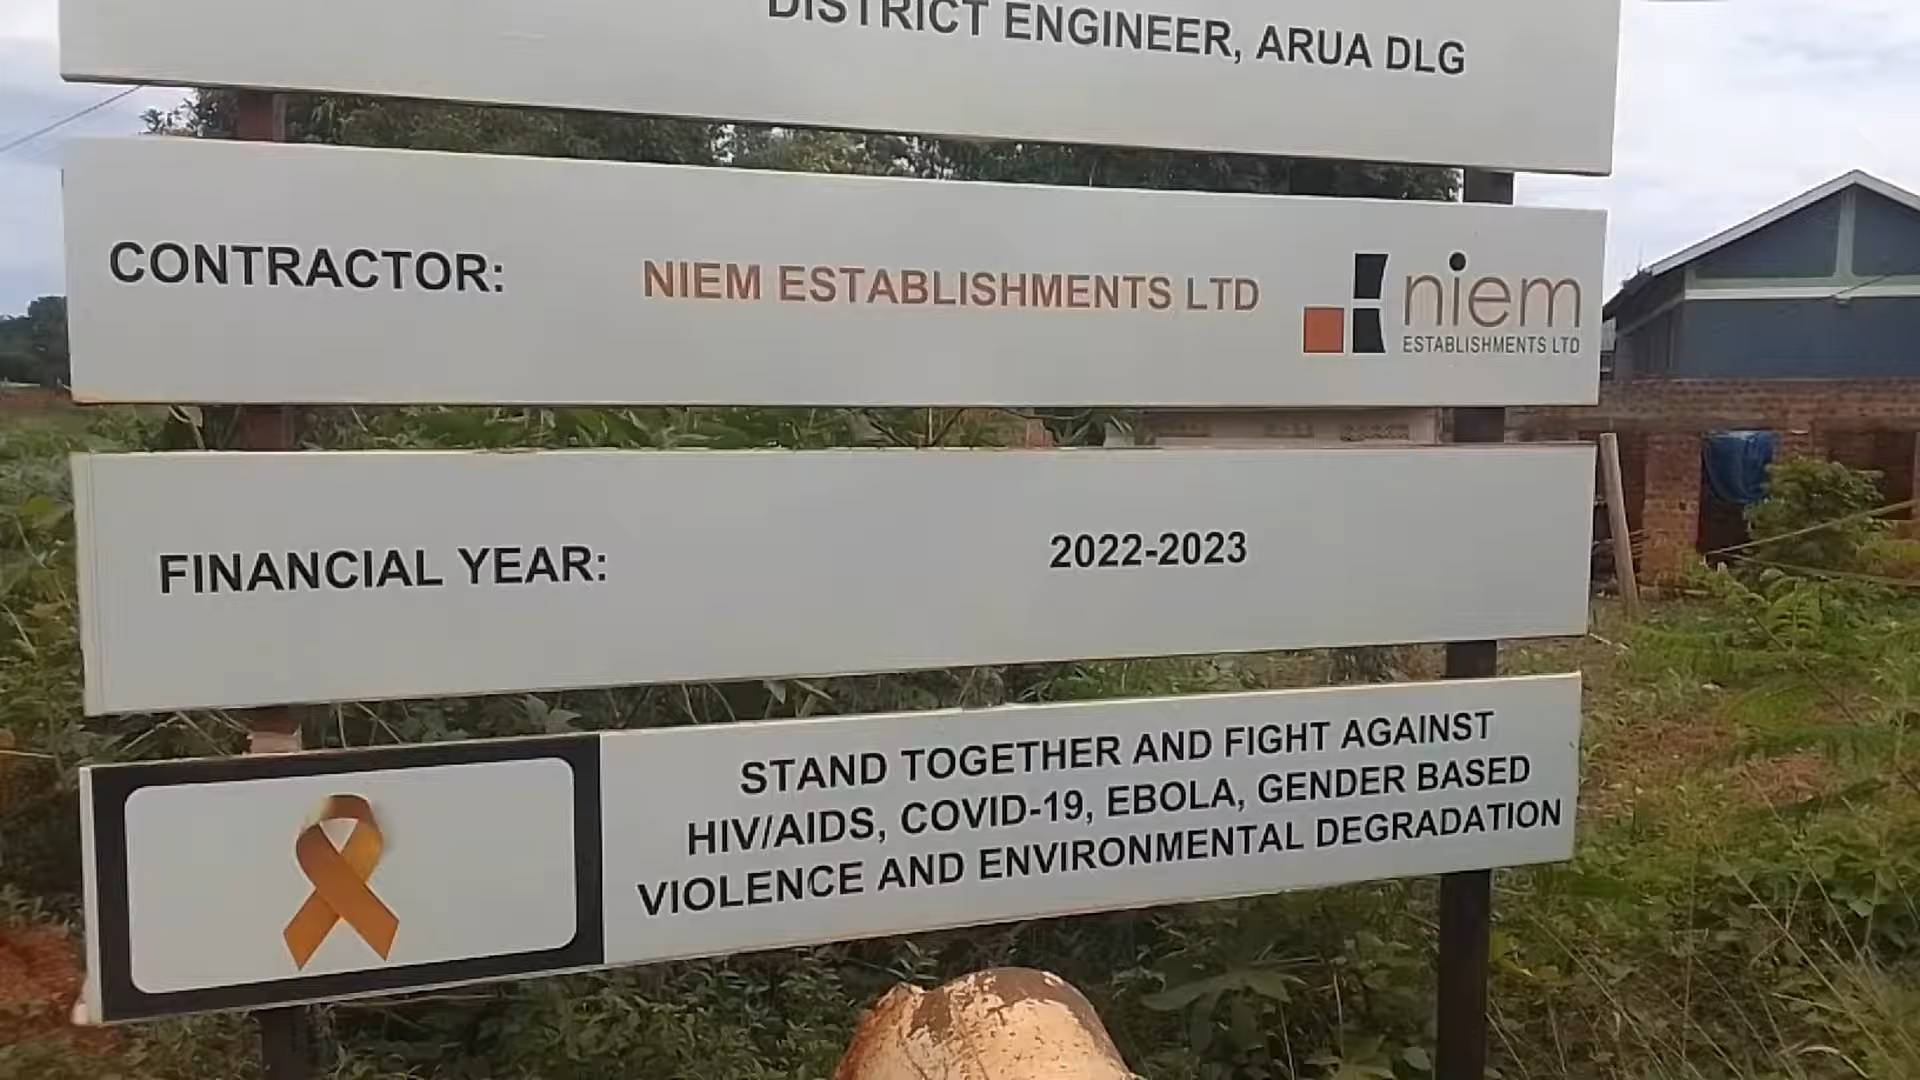 DISTRICT ENGINEER, ARUA DLG
CONTRACTOR: NIEM ESTABLISHMENTS LTD
niem
ESTABLISHMENTS LTD
FINANCIAL YEAR: 2022-2023
STAND TOGETHER AND FIGHT AGAINST
HIV/AIDS, COVID-19, EBOLA, GENDER BASED
VIOLENCE AND ENVIRONMENTAL DEGRADATION